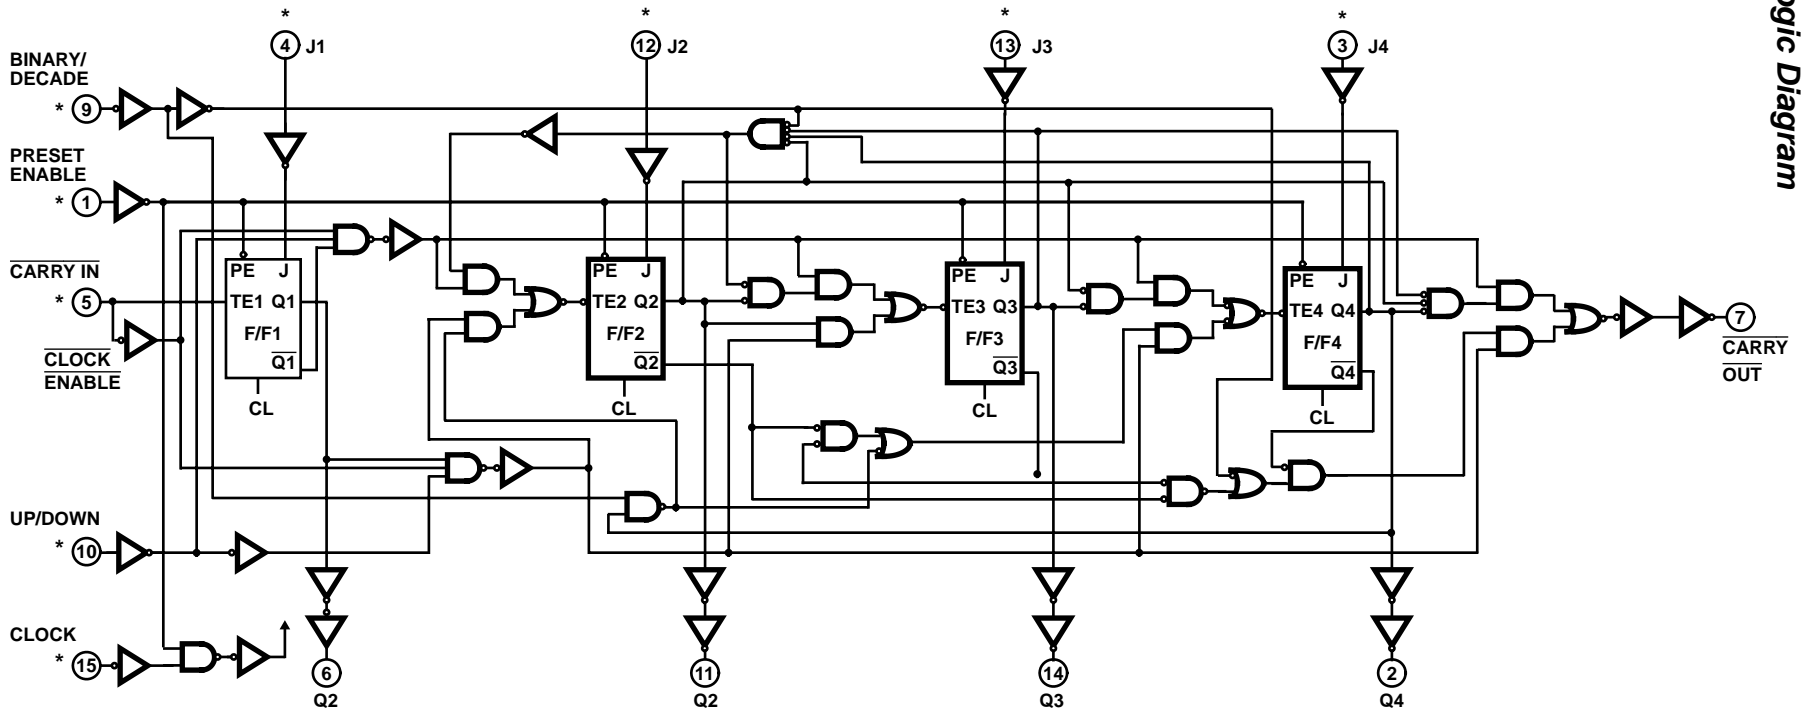 ogic Diagram
* * * *
4 J1 12 J2 13 J3 3 J4
BINARY/
DECADE
* 9
PRESET
ENABLE
* 1
CARRY IN
* 5
CLOCK
ENABLE
PE J
TE1 Q1
F/F1
Q1
CL
PE J
TE2 Q2
F/F2
Q2
CL
PE J
TE3 Q3
F/F3
Q3
CL
PE J
TE4 Q4
F/F4
Q4
CL
7
CARRY
OUT
UP/DOWN
* 10
CLOCK
* 15
6 11 14 2
Q2 Q2 Q3 Q4